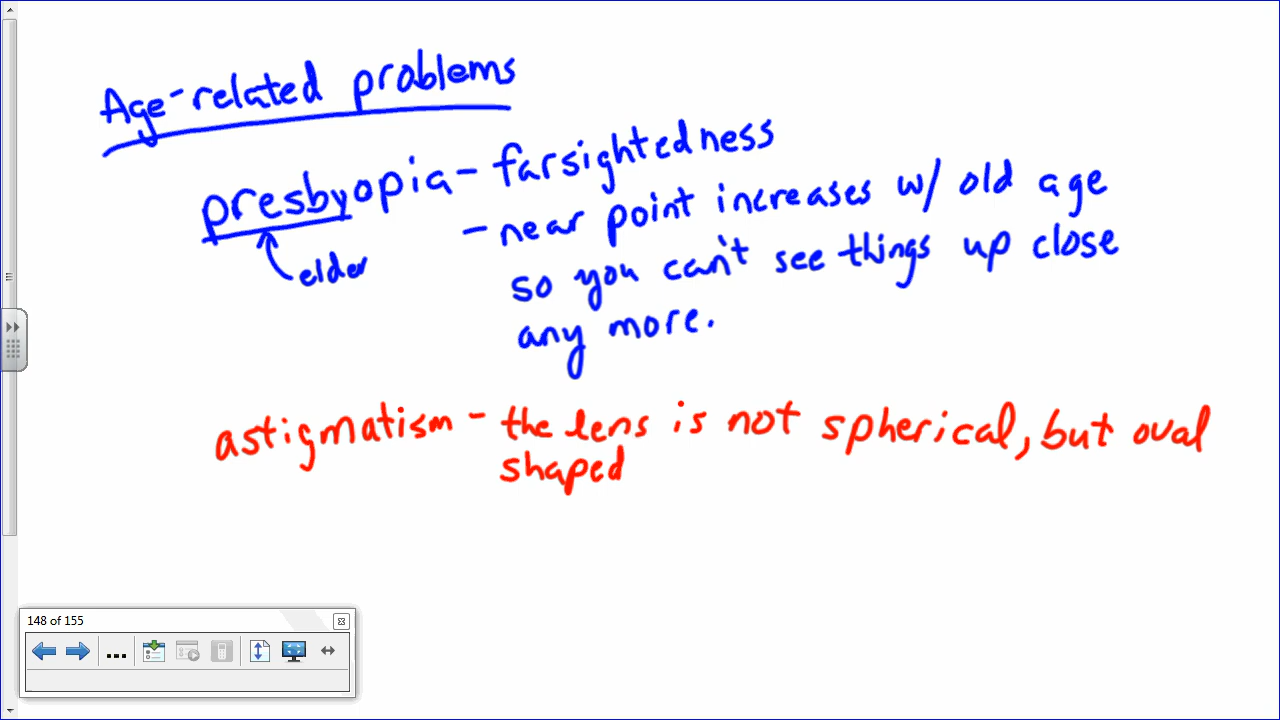 Age-related problems
presbyopia - farsightedness
- near point increases w/ old age
elder
so you can't see things up close
any more.
astigmatism - the lens is not spherical, but oval
shaped
148 of 155